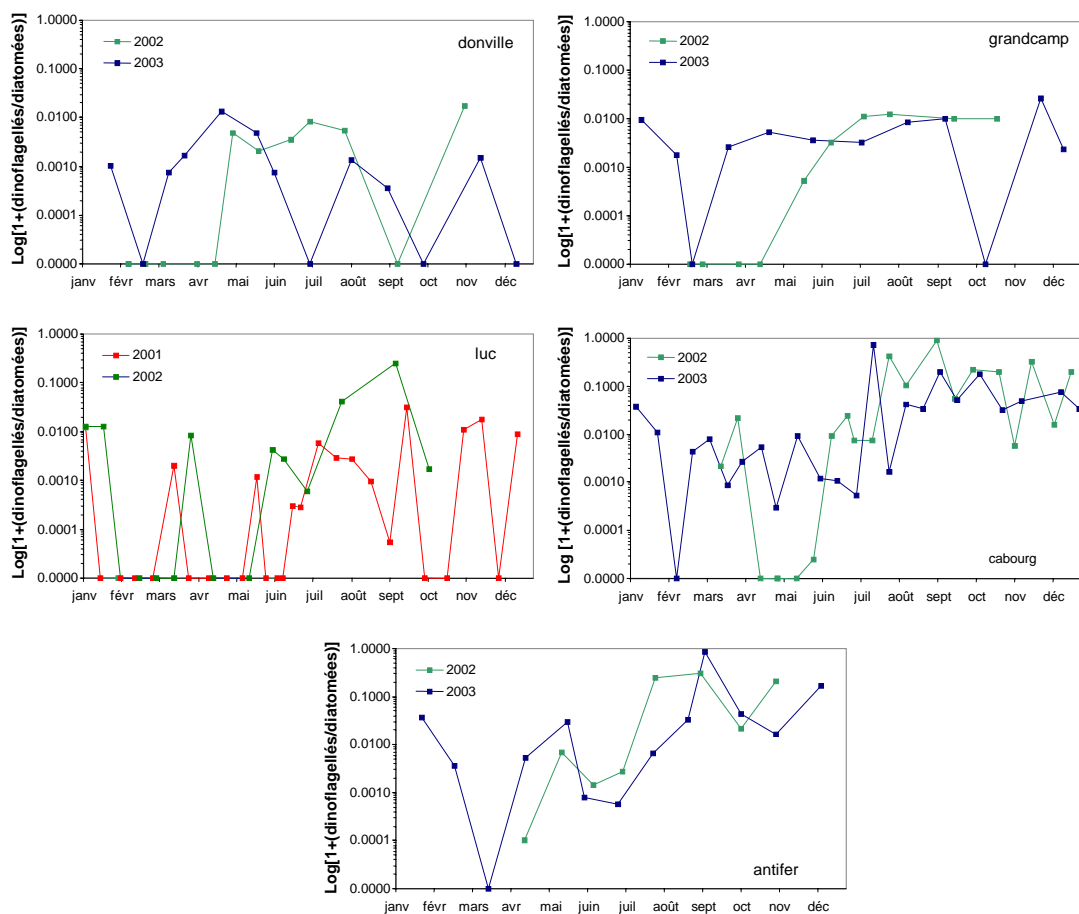 Log[1+(dinoflagellés/diatomées)]
1.0000
0.1000
0.0100
0.0010
0.0001
0.0000
2002
2003
donville
janv févr mars avr mai juin juil août sept oct nov déc
Log[1+(dinoflagellés/diatomées)]
1.0000
0.1000
0.0100
0.0010
0.0001
0.0000
2002
2003
grandcamp
janv févr mars avr mai juin juil août sept oct nov déc
Log[1+(dinoflagellés/diatomées)]
1.0000
0.1000
0.0100
0.0010
0.0001
0.0000
2001
2002
luc
janv févr mars avr mai juin juil août sept oct nov déc
Log [1+(dinoflagellés/diatomées)]
1.0000
0.1000
0.0100
0.0010
0.0001
0.0000
2002
2003
cabourg
janv févr mars avr mai juin juil août sept oct nov déc
Log[1+(dinoflagellés/diatomées)]
1.0000
0.1000
0.0100
0.0010
0.0001
0.0000
2002
2003
antifer
janv févr mars avr mai juin juil août sept oct nov déc